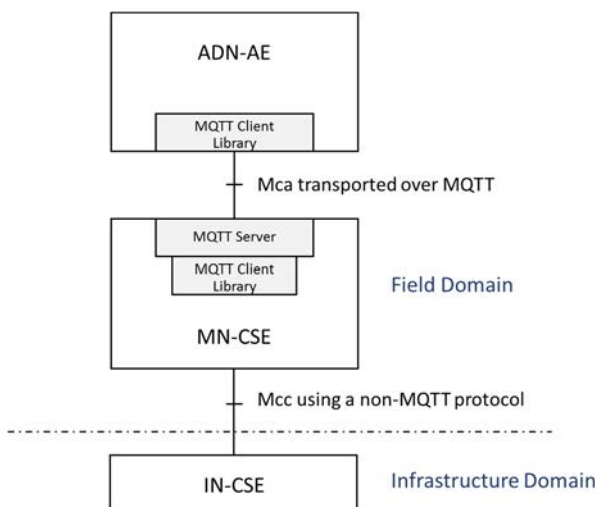 ADN-AE
MQTT Client
Library
Mca transported over MQTT
MQTT Server
MQTT Client
Library
Field Domain
MN-CSE
Mcc using a non-MQTT protocol
IN-CSE
Infrastructure Domain